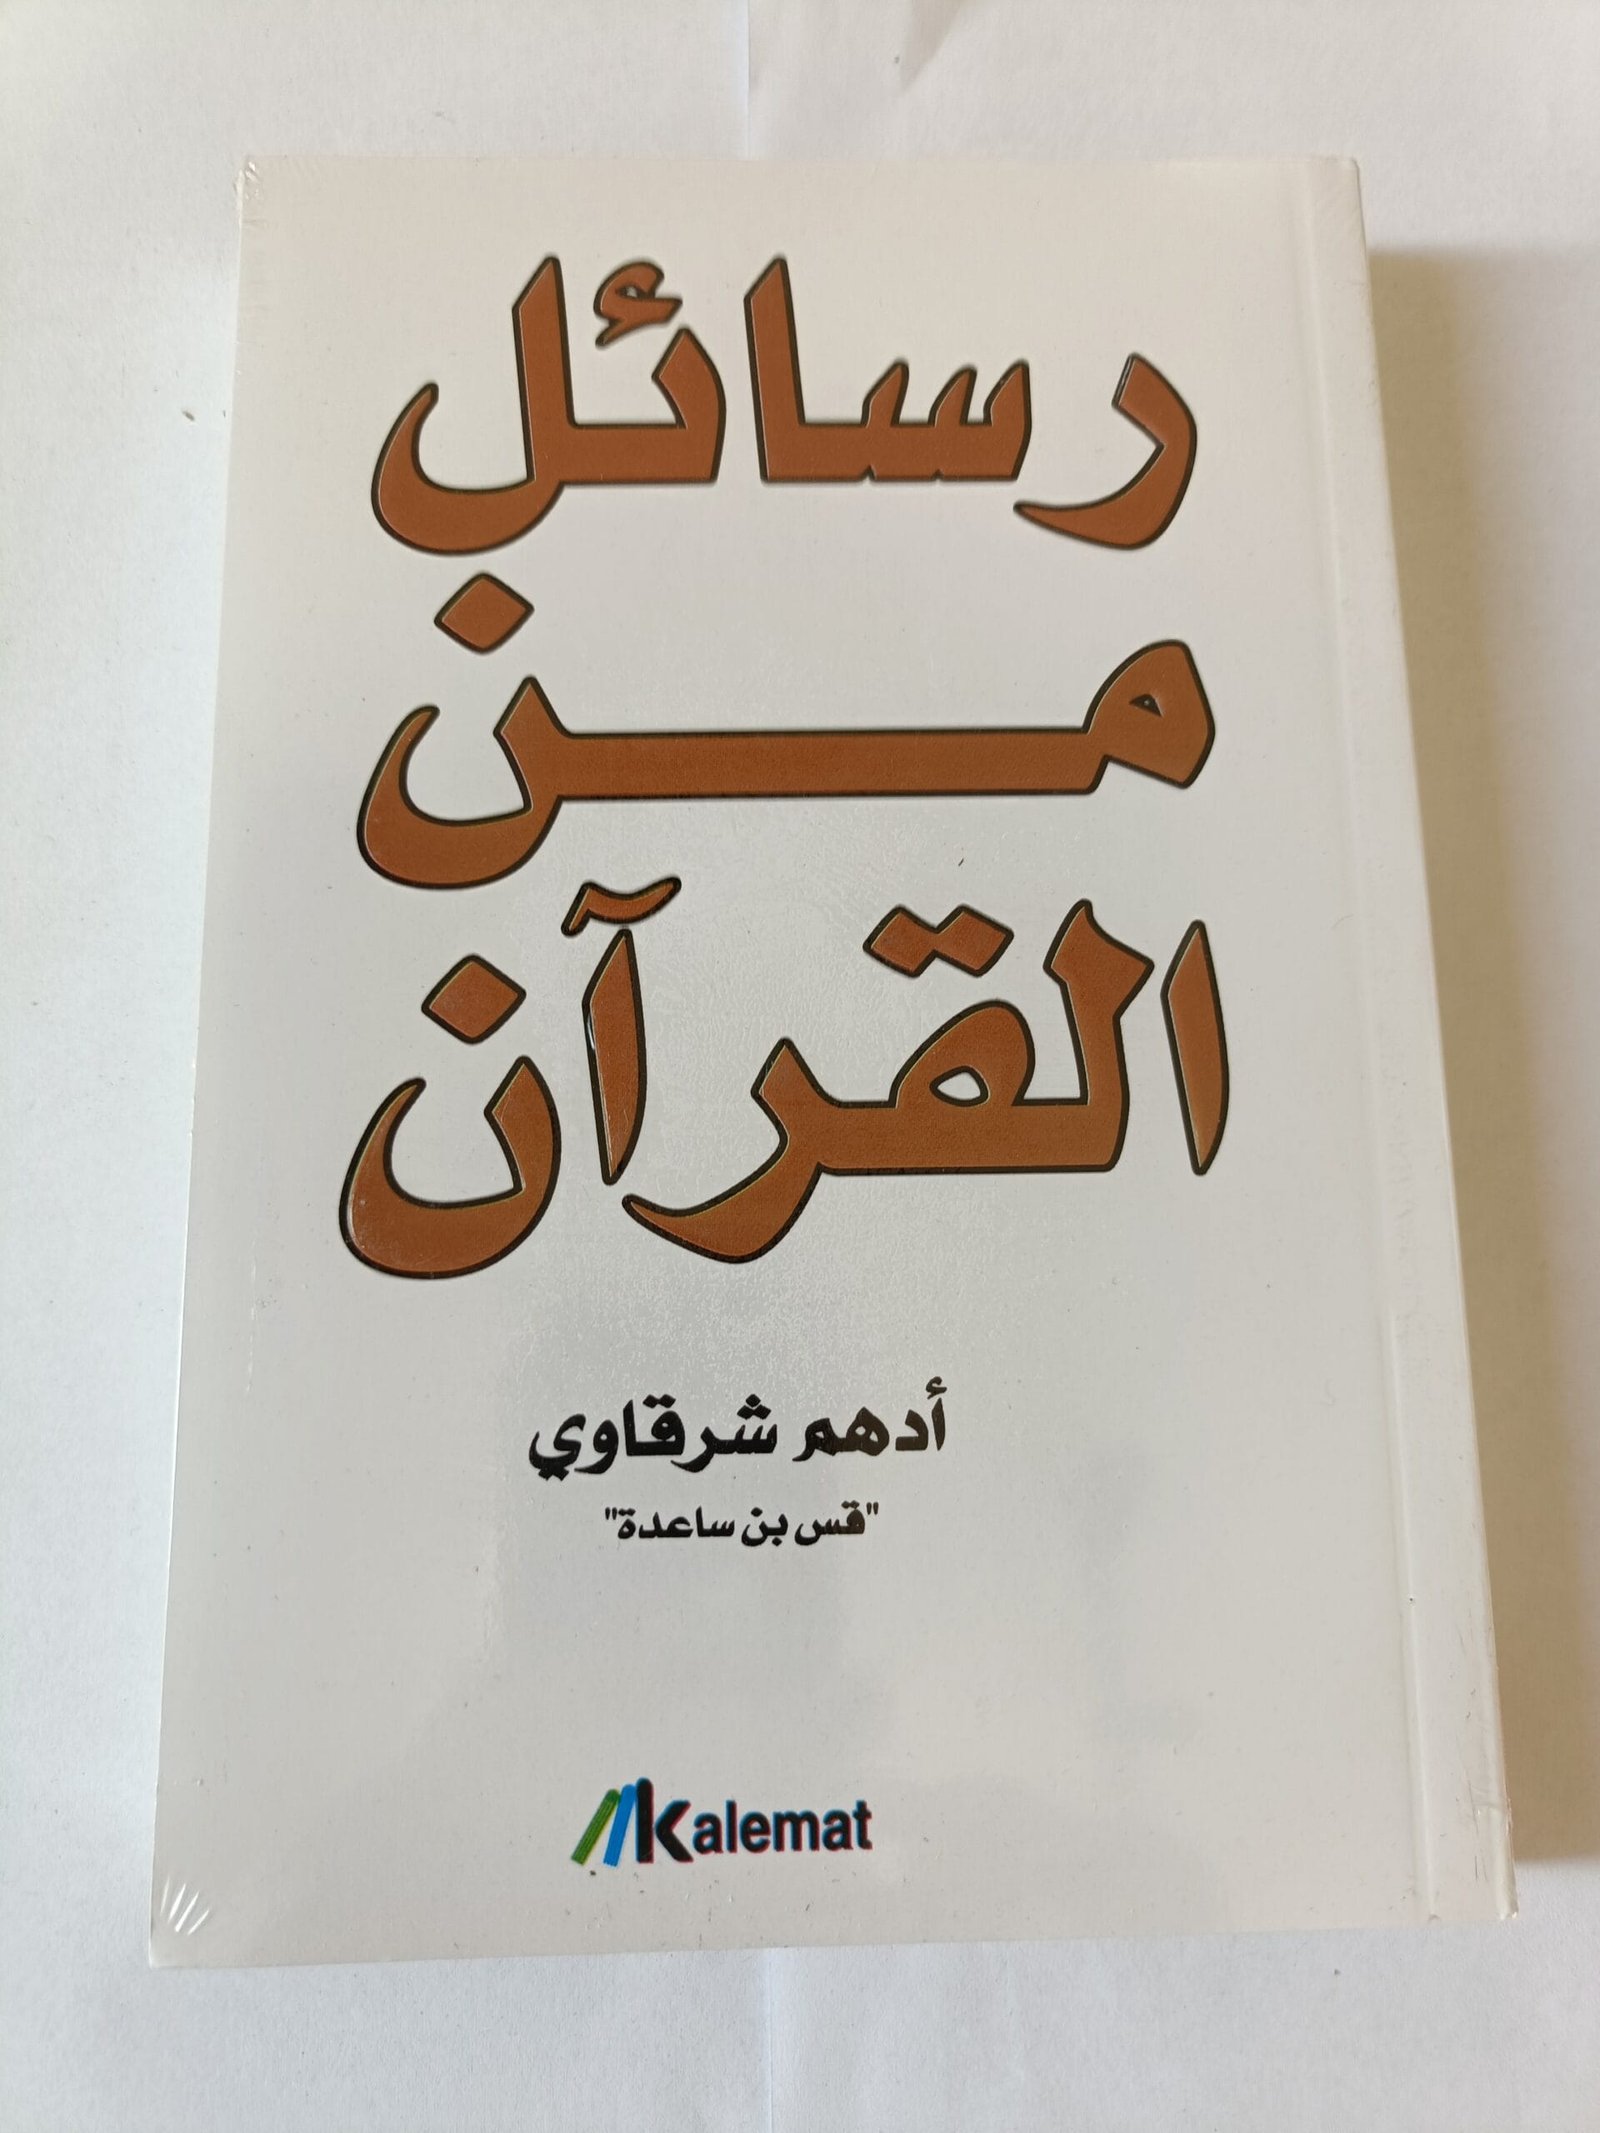 رسائل
من
القرآن
أدهم شرقاوي
"قس بن ساعدة"
Kalemat